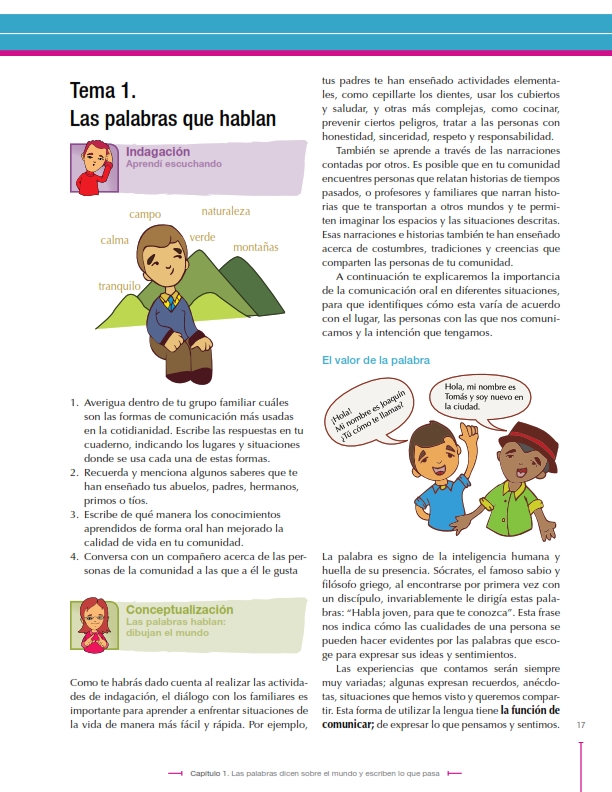 Tema 1.
Las palabras que hablan
Indagación
Aprendí escuchando
campo
naturaleza
calma
verde
montañas
tranquilo
1. Averigua dentro de tu grupo familiar cuáles
son las formas de comunicación más usadas
en la cotidianidad. Escribe las respuestas en tu
cuaderno, indicando los lugares y situaciones
donde se usa cada una de estas formas.
2. Recuerda y menciona algunos saberes que te
han enseñado tus abuelos, padres, hermanos,
primos o tíos.
3. Escribe de qué manera los conocimientos
aprendidos de forma oral han mejorado la
calidad de vida en tu comunidad.
4. Conversa con un compañero acerca de las per-
sonas de la comunidad a las que a él le gusta
Conceptualización
Las palabras hablan:
dibujan el mundo
Como te habrás dado cuenta al realizar las activida-
des de indagación, el diálogo con los familiares es
importante para aprender a enfrentar situaciones de
la vida de manera más fácil y rápida. Por ejemplo,
tus padres te han enseñado actividades elementa-
les, como cepillarte los dientes, usar los cubiertos
y saludar, y otras más complejas, como cocinar,
prevenir ciertos peligros, tratar a las personas con
honestidad, sinceridad, respeto y responsabilidad.
También se aprende a través de las narraciones
contadas por otros. Es posible que en tu comunidad
encuentres personas que relatan historias de tiempos
pasados, o profesores y familiares que narran histo-
rias que te transportan a otros mundos y te permi-
ten imaginar los espacios y las situaciones descritas.
Esas narraciones e historias también te han enseñado
acerca de costumbres, tradiciones y creencias que
comparten las personas de tu comunidad.
A continuación te explicaremos la importancia
de la comunicación oral en diferentes situaciones,
para que identifiques cómo esta varía de acuerdo
con el lugar, las personas con las que nos comuni-
camos y la intención que tengamos.
El valor de la palabra
¡Hola!
Mi nombre es Joaquín
¿Tú cómo te llamas?
Hola, mi nombre es
Tomás y soy nuevo en
la ciudad.
La palabra es signo de la inteligencia humana y
huella de su presencia. Sócrates, el famoso sabio y
filósofo griego, al encontrarse por primera vez con
un discípulo, invariablemente le dirigía estas pala-
bras: “Habla joven, para que te conozca”. Esta frase
nos indica cómo las cualidades de una persona se
pueden hacer evidentes por las palabras que esco-
ge para expresar sus ideas y sentimientos.
Las experiencias que contamos serán siempre
muy variadas; algunas expresan recuerdos, anécdo-
tas, situaciones que hemos visto y queremos compar-
tir. Esta forma de utilizar la lengua tiene la función de
comunicar; de expresar lo que pensamos y sentimos.
17
Capítulo 1. Las palabras dicen sobre el mundo y escriben lo que pasa